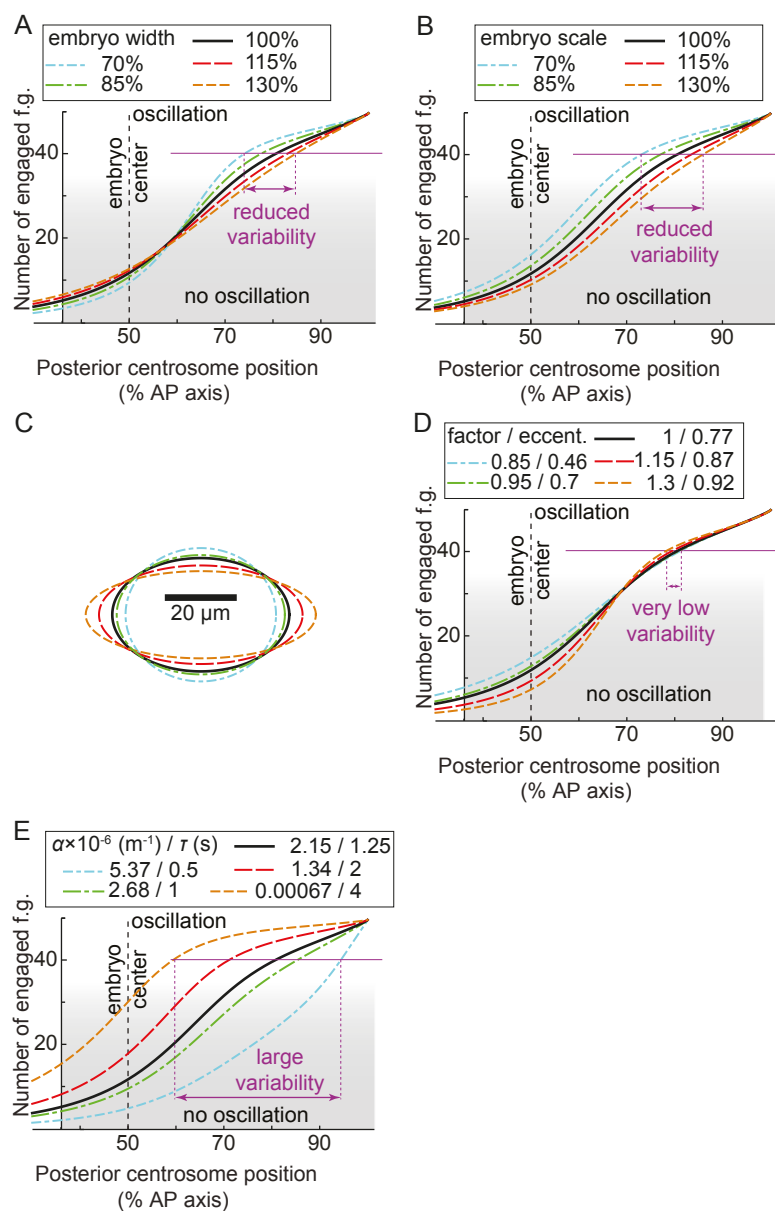 A
embryo width
70%
85%
100%
115%
130%
oscillation
embryo
center
reduced
variability
no oscillation
Number of engaged f.g.
20
40
50
70
90
Posterior centrosome position
(% AP axis)
B
embryo scale
70%
85%
100%
115%
130%
oscillation
embryo
center
reduced
variability
no oscillation
Number of engaged f.g.
20
40
50
70
90
Posterior centrosome position
(% AP axis)
C
20 µm
D
factor / eccent.
0.85 / 0.46
0.95 / 0.7
1 / 0.77
1.15 / 0.87
1.3 / 0.92
oscillation
embryo
center
very low
variability
no oscillation
Number of engaged f.g.
20
40
50
70
90
Posterior centrosome position
(% AP axis)
E
α×10⁻⁶ (m⁻¹) / τ (s)
5.37 / 0.5
2.68 / 1
2.15 / 1.25
1.34 / 2
0.00067 / 4
oscillation
embryo
center
large
variability
no oscillation
Number of engaged f.g.
20
40
50
70
90
Posterior centrosome position
(% AP axis)